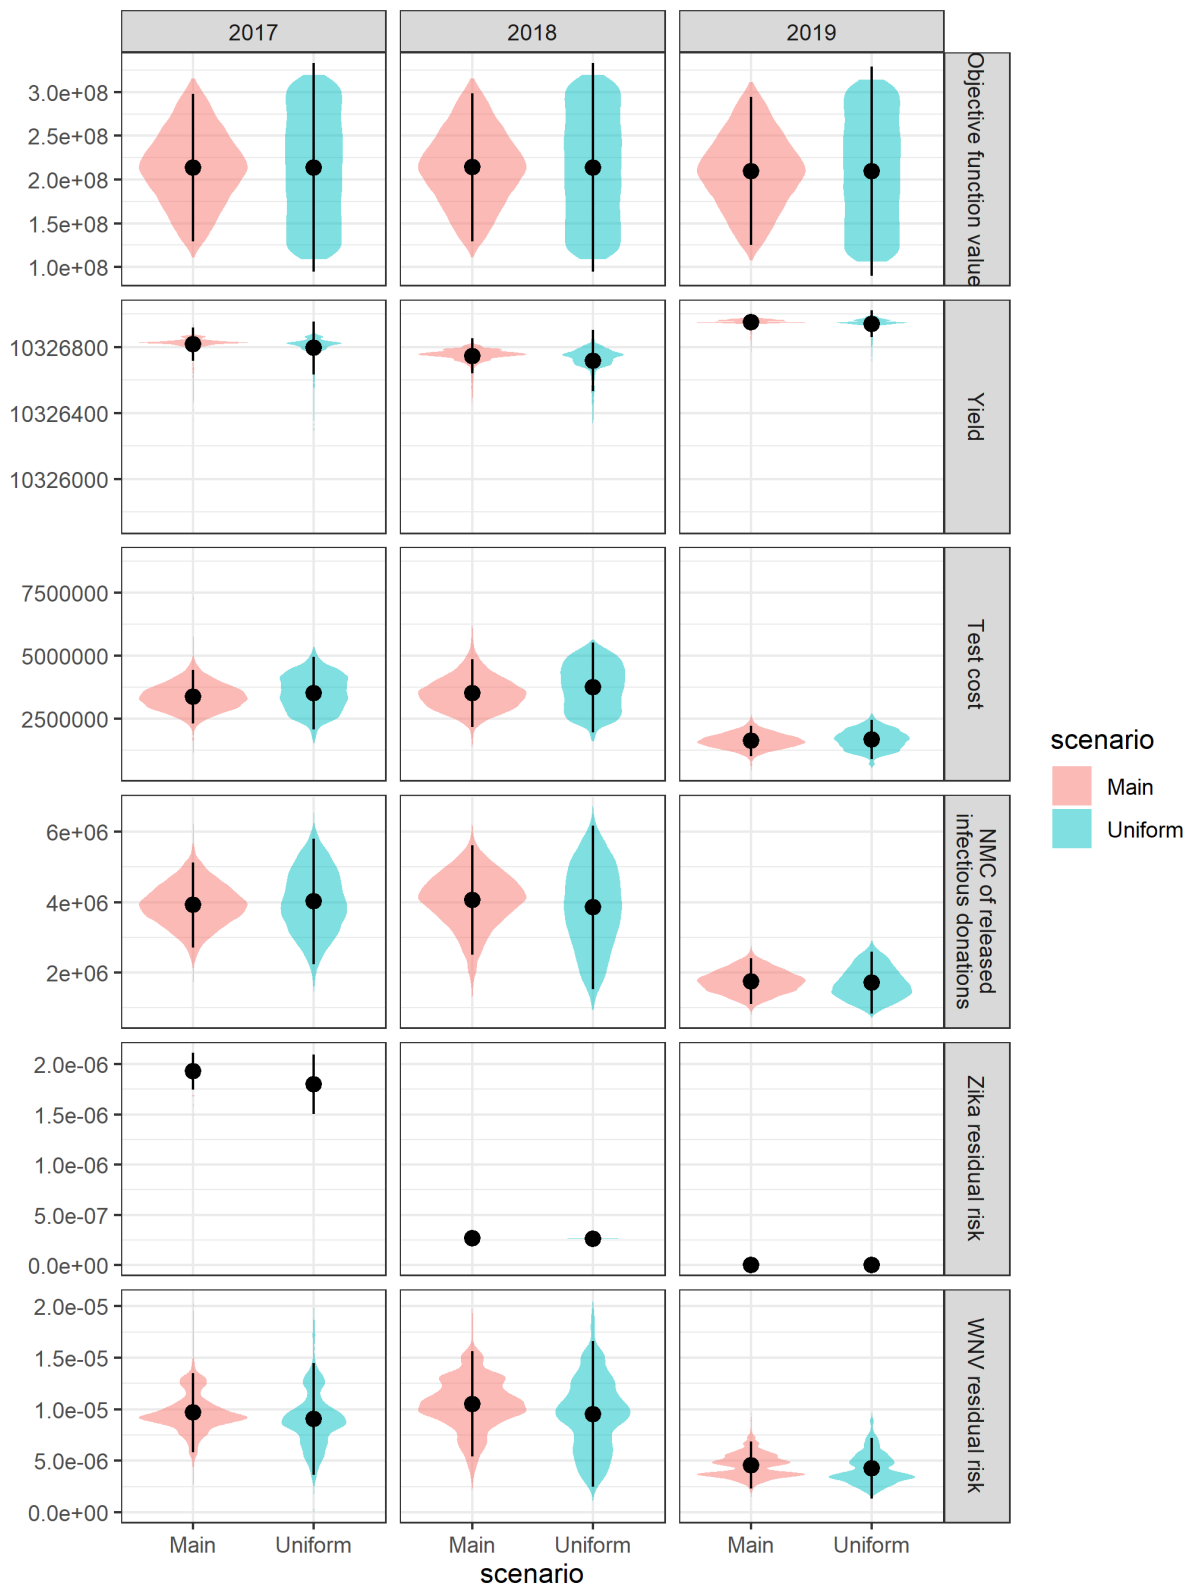 2017
2018
2019
3.0e+08
2.5e+08
2.0e+08
1.5e+08
1.0e+08
Objective function value
10326800
10326400
10326000
Yield
7500000
5000000
2500000
Test cost
6e+06
4e+06
2e+06
NMC of released
infectious donations
2.0e-06
1.5e-06
1.0e-06
5.0e-07
0.0e+00
Zika residual risk
2.0e-05
1.5e-05
1.0e-05
5.0e-06
0.0e+00
WNV residual risk
Main
Uniform
Main
Uniform
Main
Uniform
scenario
scenario
Main
Uniform